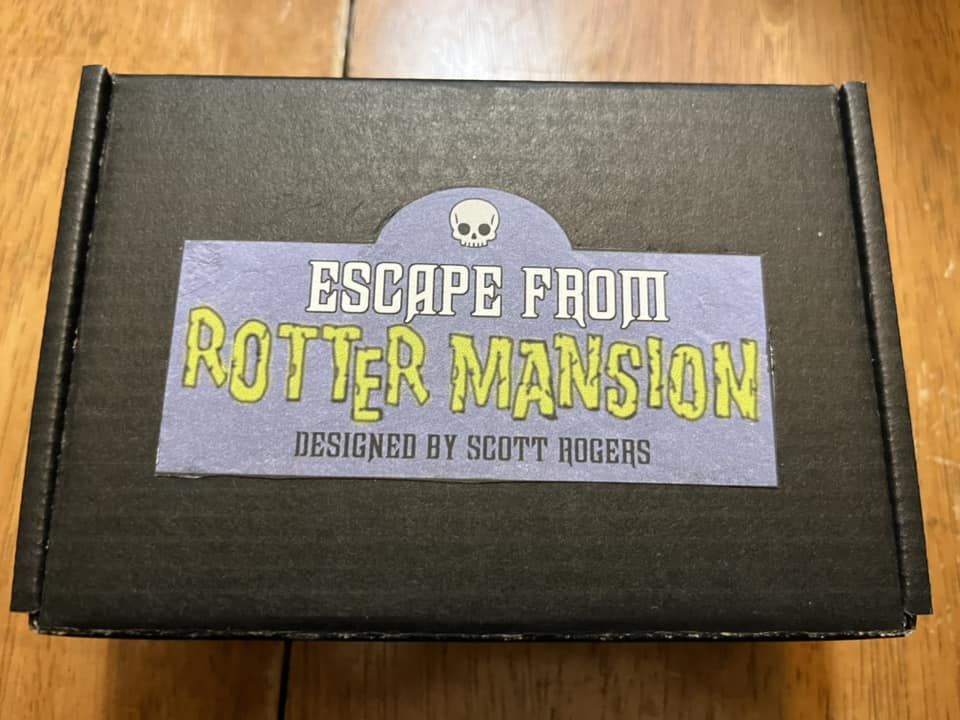 ESCAPE FROM
ROTTER MANSION
DESIGNED BY SCOTT ROGERS